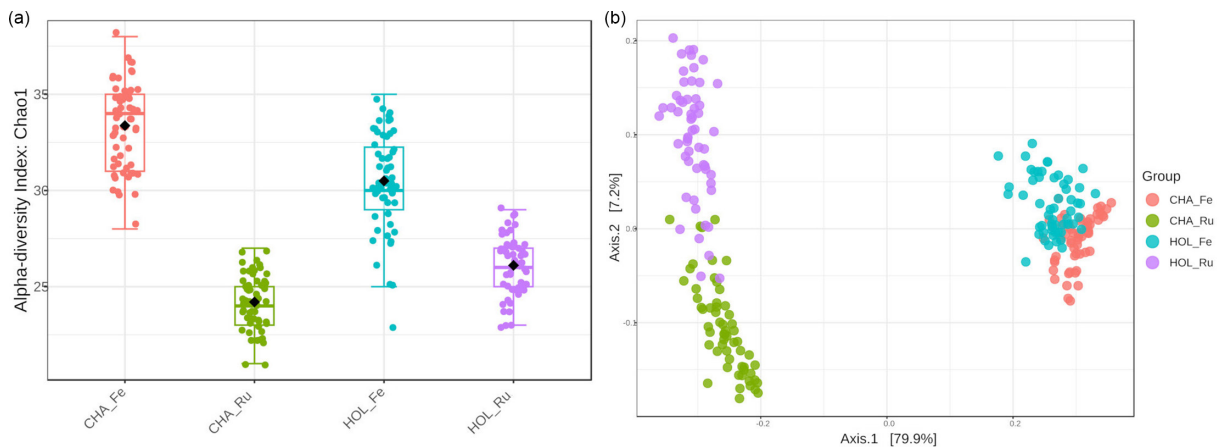 (a)
Alpha-diversity Index: Chao1
35
30
25
CHA_Fe
CHA_Ru
HOL_Fe
HOL_Ru
(b)
Axis.2 [7.2%]
0.2
0.1
0.0
-0.1
-0.2
0.0
0.2
Axis.1 [79.9%]
Group
CHA_Fe
CHA_Ru
HOL_Fe
HOL_Ru